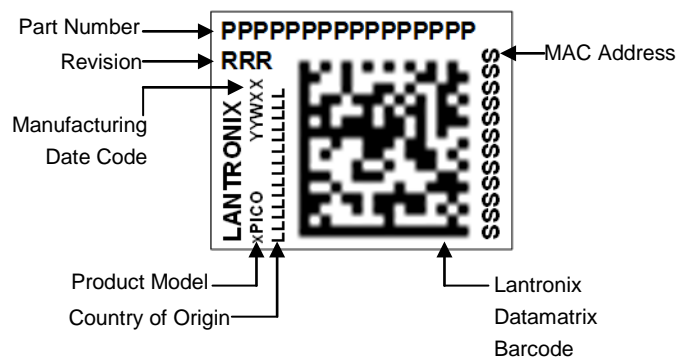 Part Number
PPPPPPPPPPPPPPPP
Revision
RRR
MAC Address
SSSSSSSSSSSS
Manufacturing
Date Code
LANTRONIX
xPICO YYWXX
LLLLLLLLLLLLLL
Product Model
Country of Origin
Lantronix
Datamatrix
Barcode